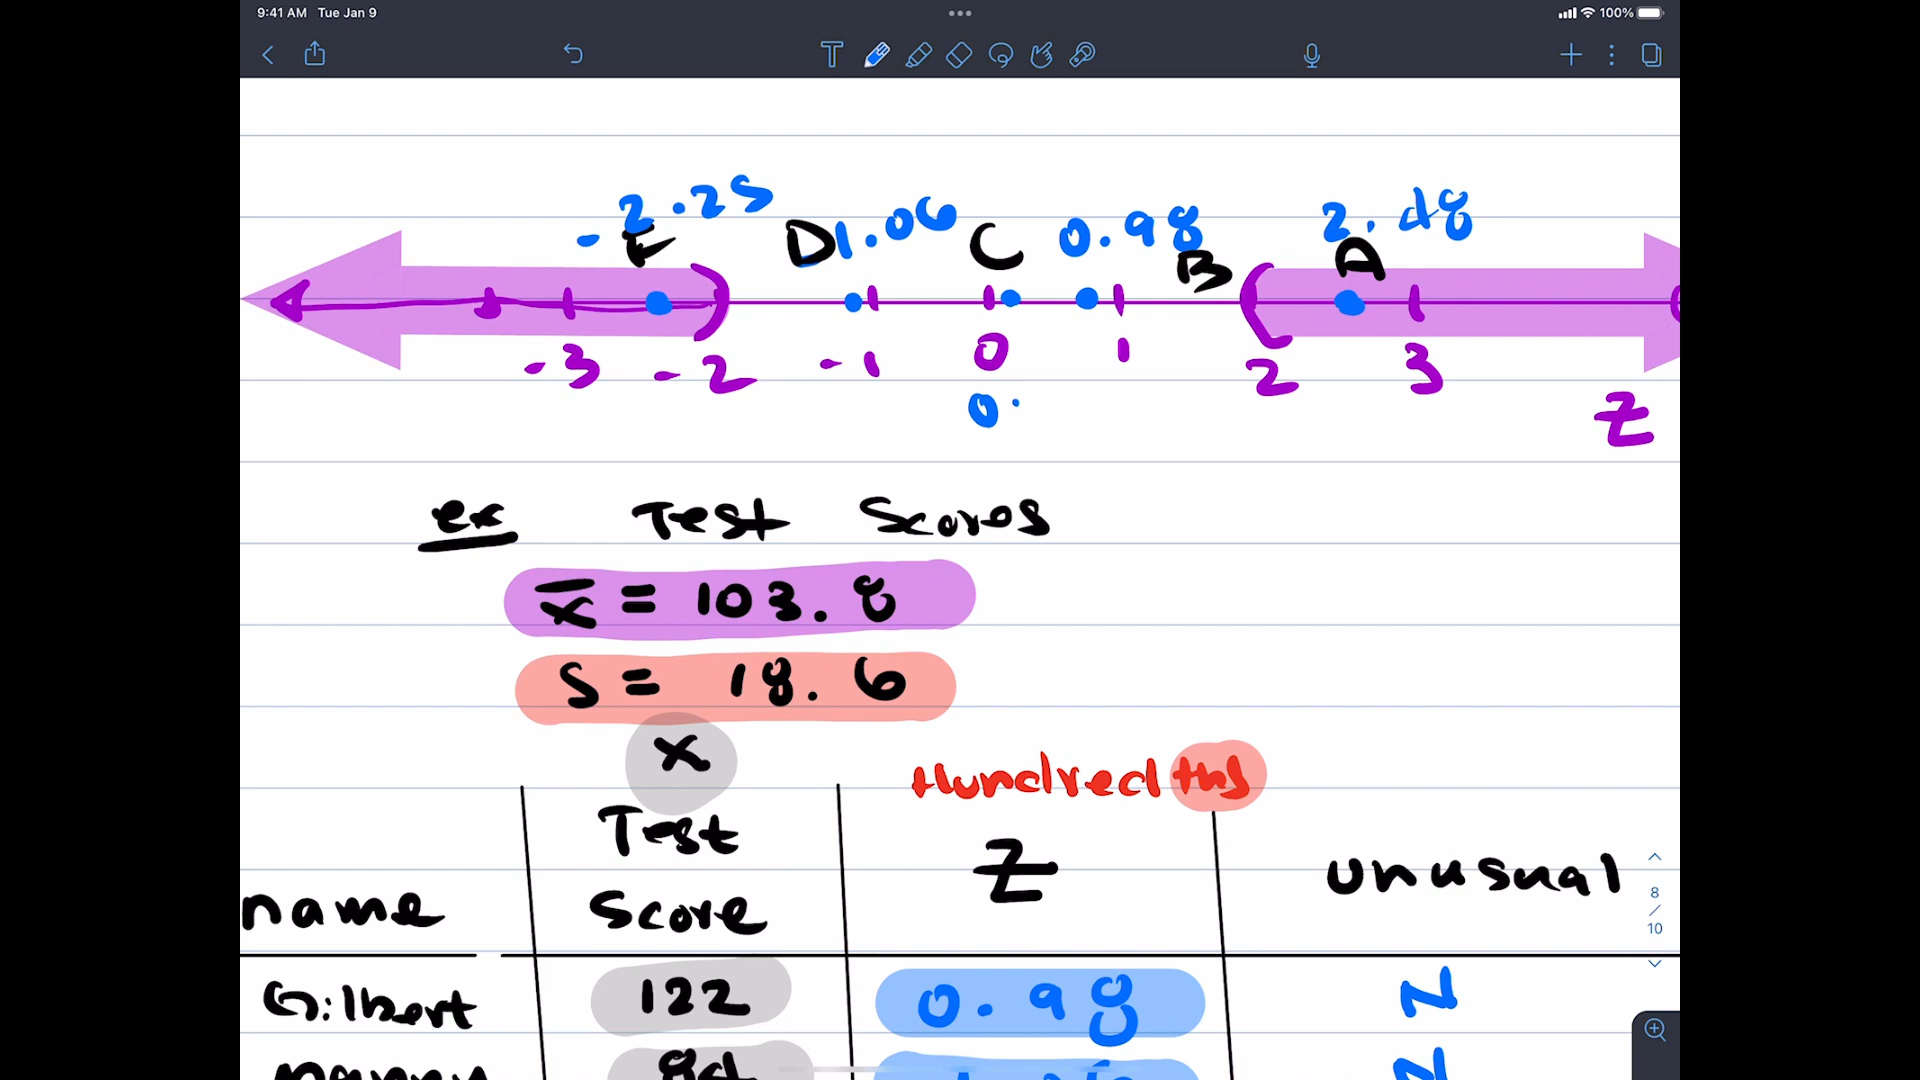 9:41 AM Tue Jan 9 100%
-2.25 1.06 0.98 2.48
F D C B A
-3 -2 -1 0 1 2 3
0.
Z
ex Test Scores
x̄ = 103.8
S = 18.6
x
Hundredths
Test
Z unusual
name Score
8
/
10
Gilbert 122 0.98 N
N